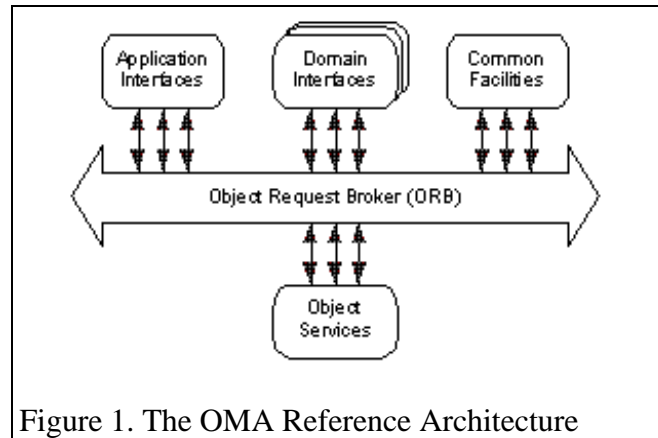 Application
Interfaces
Domain
Interfaces
Common
Facilities
Object Request Broker (ORB)
Object
Services
Figure 1. The OMA Reference Architecture